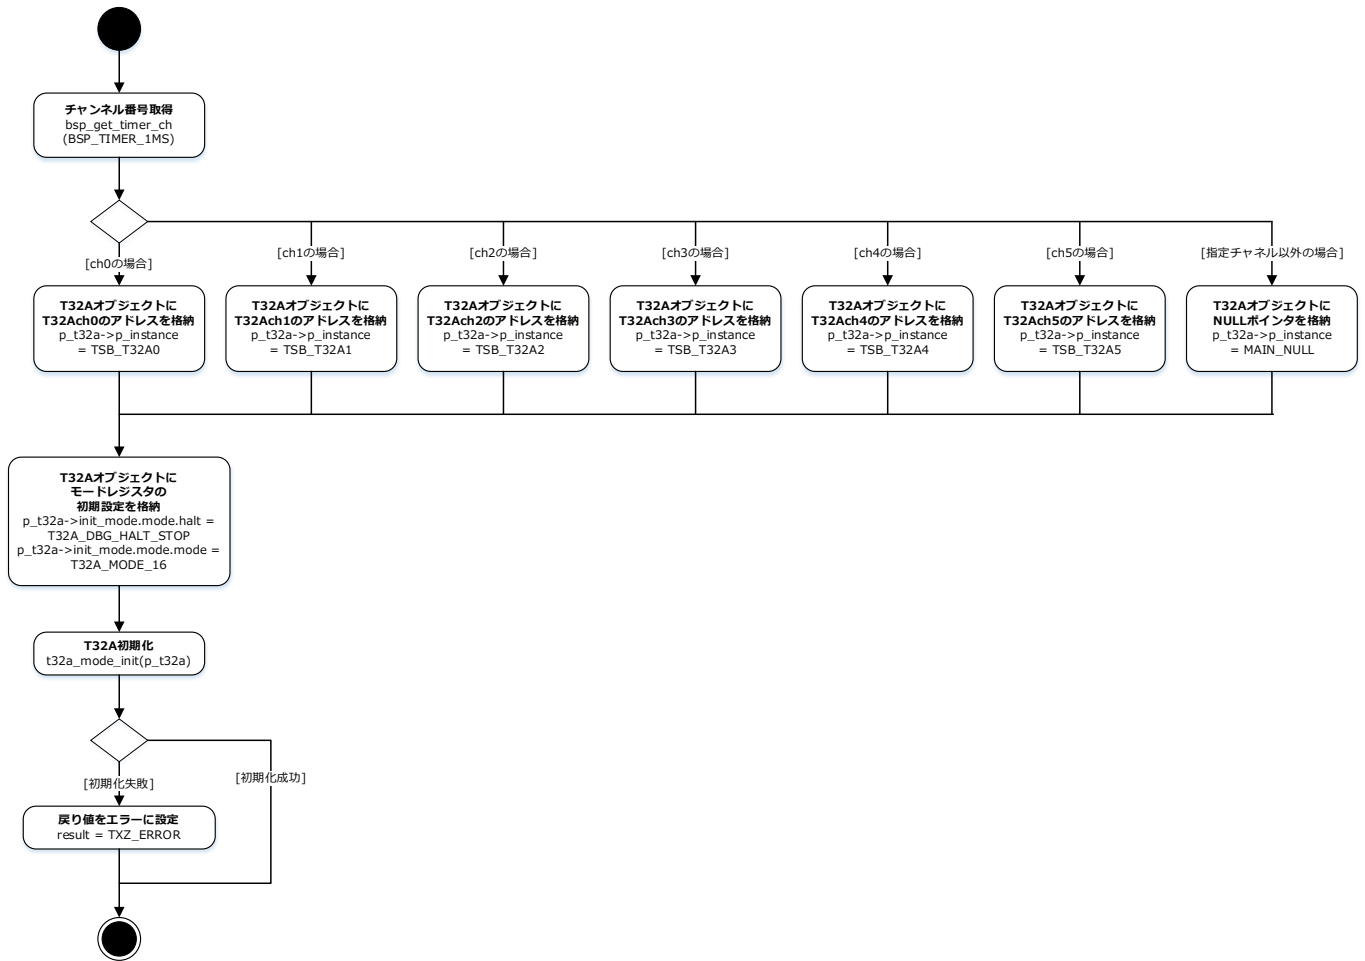 チャンネル番号取得
bsp_get_timer_ch
(BSP_TIMER_1MS)
[ch0の場合]
[ch1の場合]
[ch2の場合]
[ch3の場合]
[ch4の場合]
[ch5の場合]
[指定チャネル以外の場合]
T32Aオブジェクトに
T32Ach0のアドレスを格納
p_t32a->p_instance
= TSB_T32A0
T32Aオブジェクトに
T32Ach1のアドレスを格納
p_t32a->p_instance
= TSB_T32A1
T32Aオブジェクトに
T32Ach2のアドレスを格納
p_t32a->p_instance
= TSB_T32A2
T32Aオブジェクトに
T32Ach3のアドレスを格納
p_t32a->p_instance
= TSB_T32A3
T32Aオブジェクトに
T32Ach4のアドレスを格納
p_t32a->p_instance
= TSB_T32A4
T32Aオブジェクトに
T32Ach5のアドレスを格納
p_t32a->p_instance
= TSB_T32A5
T32Aオブジェクトに
NULLポインタを格納
p_t32a->p_instance
= MAIN_NULL
T32Aオブジェクトに
モードレジスタの
初期設定を格納
p_t32a->init_mode.mode.halt =
T32A_DBG_HALT_STOP
p_t32a->init_mode.mode.mode =
T32A_MODE_16
T32A初期化
t32a_mode_init(p_t32a)
[初期化失敗]
[初期化成功]
戻り値をエラーに設定
result = TXZ_ERROR